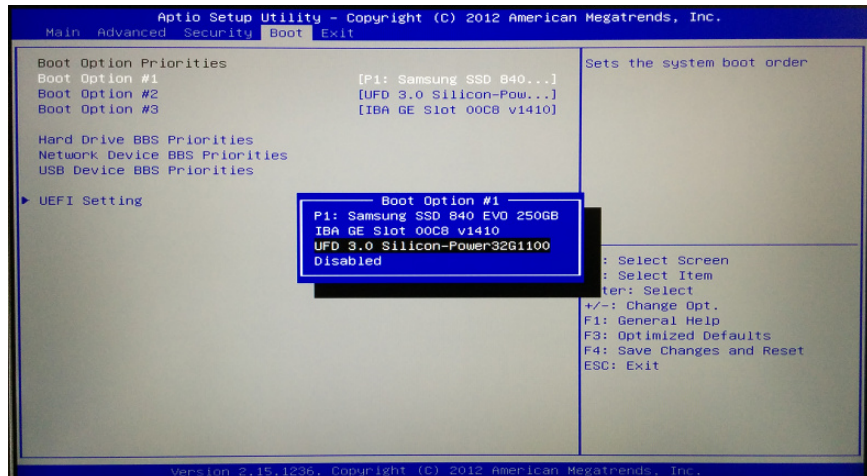 Aptio Setup Utility – Copyright (C) 2012 American Megatrends, Inc.
Main Advanced Security Boot Exit
Boot Option Priorities
Boot Option #1 [P1: Samsung SSD 840...]
Boot Option #2 [UFD 3.0 Silicon-Pow...]
Boot Option #3 [IBA GE Slot 00C8 v1410]
Hard Drive BBS Priorities
Network Device BBS Priorities
USB Device BBS Priorities
UEFI Setting
Sets the system boot order
Boot Option #1
P1: Samsung SSD 840 EVO 250GB
IBA GE Slot 00C8 v1410
UFD 3.0 Silicon-Power32G1100
Disabled
: Select Screen
: Select Item
ter: Select
+/-: Change Opt.
F1: General Help
F3: Optimized Defaults
F4: Save Changes and Reset
ESC: Exit
Version 2.15.1236. Copyright (C) 2012 American Megatrends, Inc.